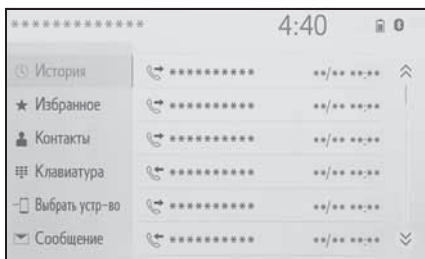 ************** 4:40
История ********** **/** **:**
Избранное ********** **/** **:**
Контакты ********** **/** **:**
Клавиатура ********** **/** **:**
Выбрать устр-во ********** **/** **:**
Сообщение ********** **/** **:**